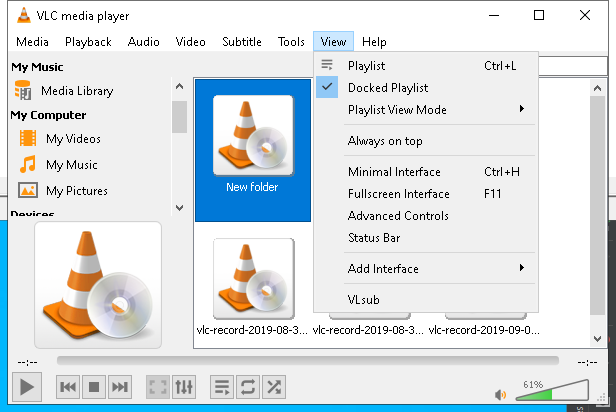 VLC media player
Media Playback Audio Video Subtitle Tools View Help
My Music
Media Library
My Computer
My Videos
My Music
My Pictures
Devices
New folder
vlc-record-2019-08-3...
vlc-record-2019-08-3...
vlc-record-2019-09-0...
Playlist Ctrl+L
Docked Playlist
Playlist View Mode
Always on top
Minimal Interface Ctrl+H
Fullscreen Interface F11
Advanced Controls
Status Bar
Add Interface
VLsub
--:-- --:--
61%